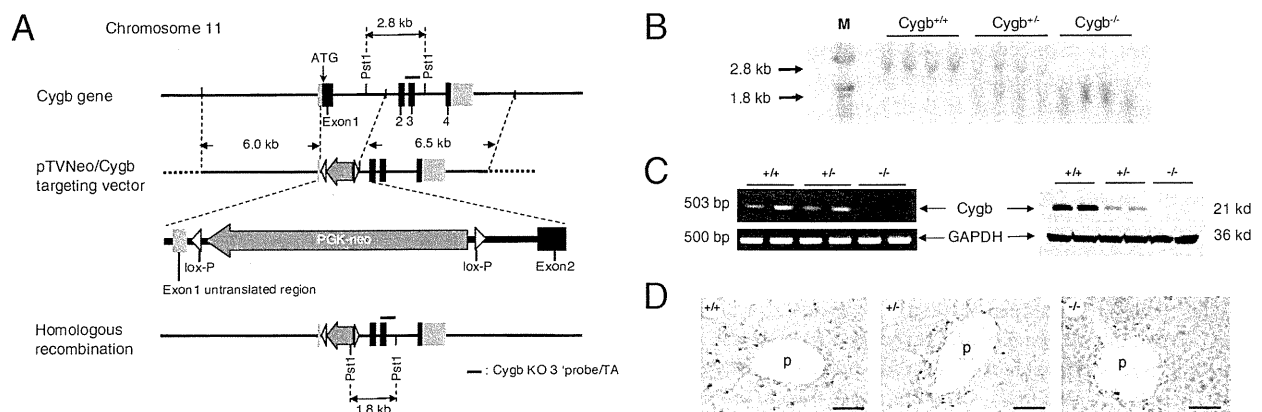 A
Chromosome 11
2.8 kb
ATG
Pst1
Pst1
Cygb gene
Exon1
2 3 4
6.0 kb
6.5 kb
pTVNeo/Cygb
targeting vector
PGK-neo
lox-P
lox-P
Exon2
Exon1 untranslated region
Homologous
recombination
Pst1
Pst1
: Cygb KO 3 'probe/TA
1.8 kb
B
M
Cygb+/+
Cygb+/-
Cygb-/-
2.8 kb
1.8 kb
C
+/+
+/-
-/-
+/+
+/-
-/-
503 bp
Cygb
21 kd
500 bp
GAPDH
36 kd
D
+/+
+/-
-/-
p
p
p